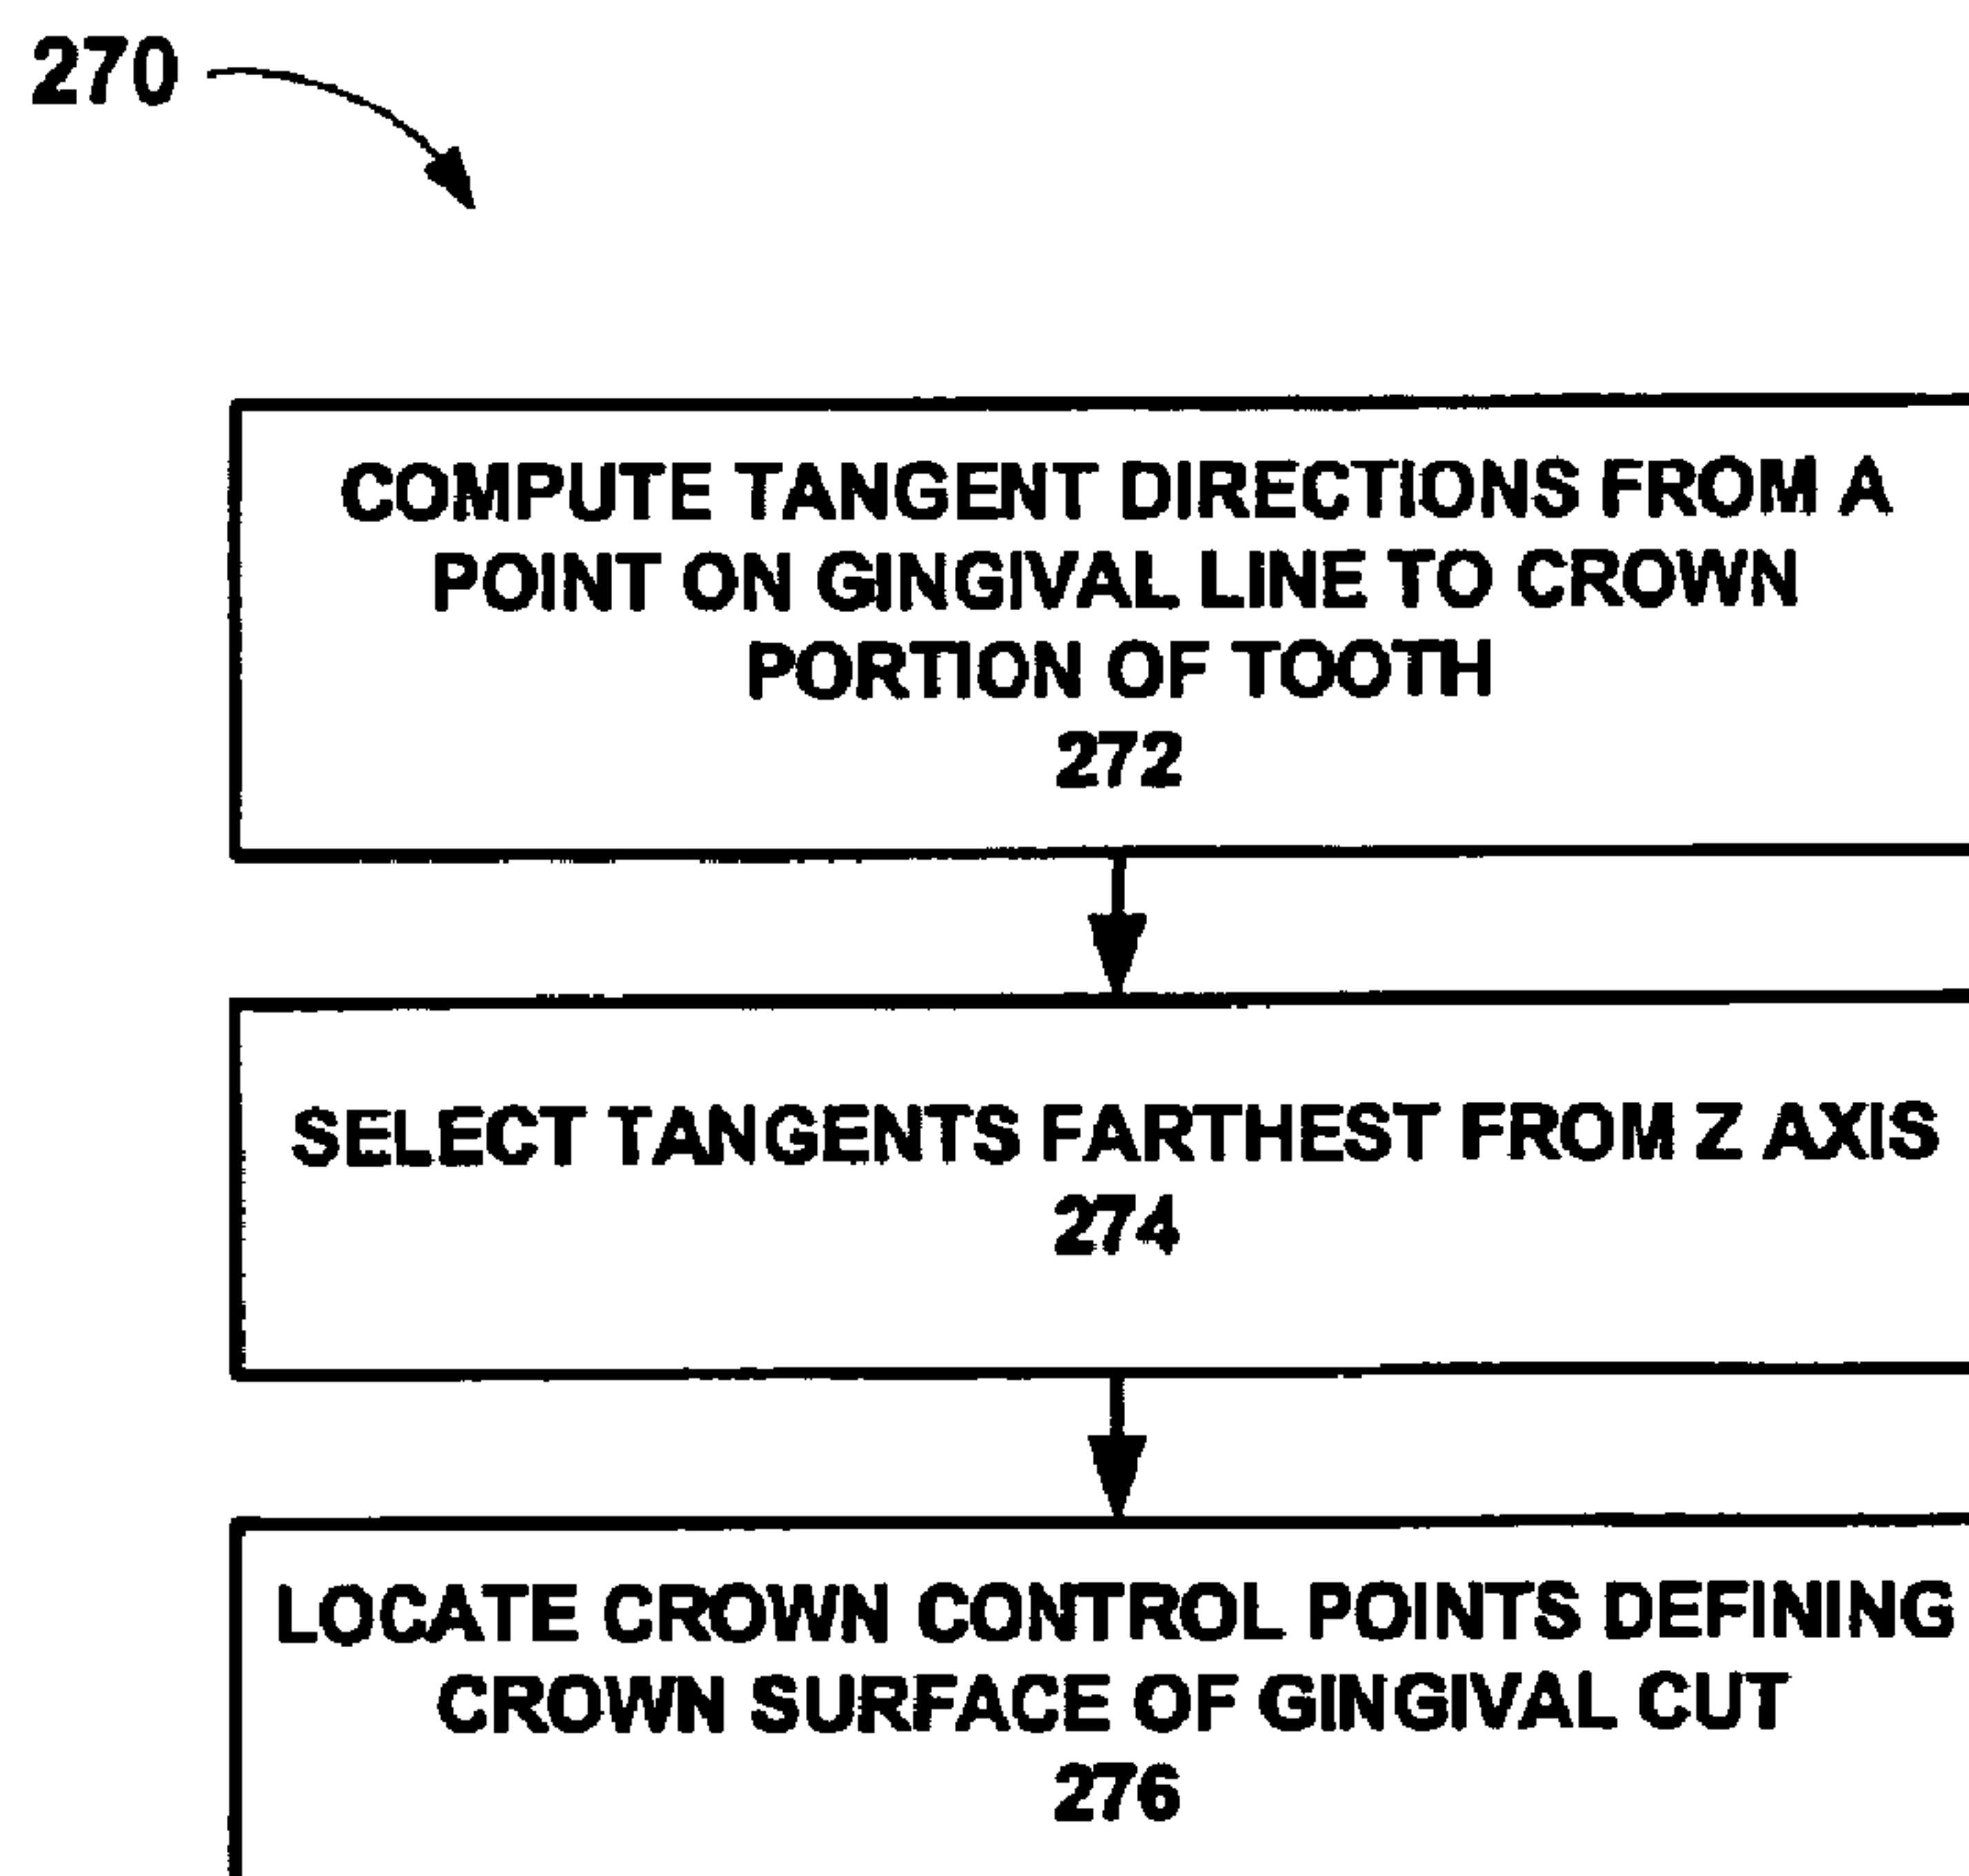 270
COMPUTE TANGENT DIRECTIONS FROM A
POINT ON GINGIVAL LINE TO CROWN
PORTION OF TOOTH
272
SELECT TANGENTS FARTHEST FROM Z AXIS
274
LOCATE CROWN CONTROL POINTS DEFINING
CROWN SURFACE OF GINGIVAL CUT
276